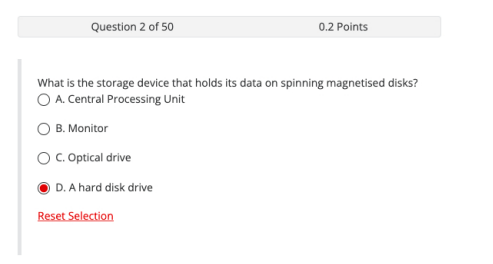 Question 2 of 50
0.2 Points
What is the storage device that holds its data on spinning magnetised disks?
A. Central Processing Unit
B. Monitor
C. Optical drive
D. A hard disk drive
Reset Selection